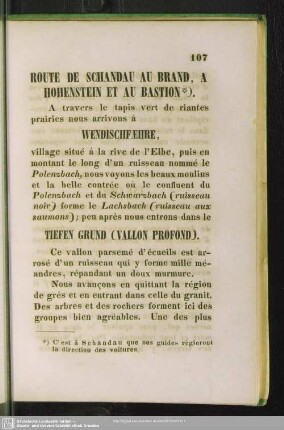 107
ROUTE DE SCHANDAU AU BRAND, A
HOHENSTEIN ET AU BASTION*).
A travers le tapis vert de riantes
prairies nous arrivons à
WENDISCHFÆHRE,
village situé à la rive de l'Elbe, puis en
montant le long d'un ruisseau nommé le
Polenzbach, nous voyons les beaux moulins
et la belle contrée où le confluent du
Polenzbach et du Schwarzbach (ruisseau
noir) forme le Lachsbach (ruisseau aux
saumons); peu après nous entrons dans le
TIEFEN GRUND (VALLON PROFOND).
Ce vallon parsemé d'écueils est ar-
rosé d'un ruisseau qui y forme mille mé-
andres, répandant un doux murmure.
Nous avançons en quittant la région
de grés et en entrant dans celle du granit.
Des arbres et des rochers forment ici des
groupes bien agréables. Une des plus
*) C'est à Schandau que nos guides régleront
la direction des voitures.